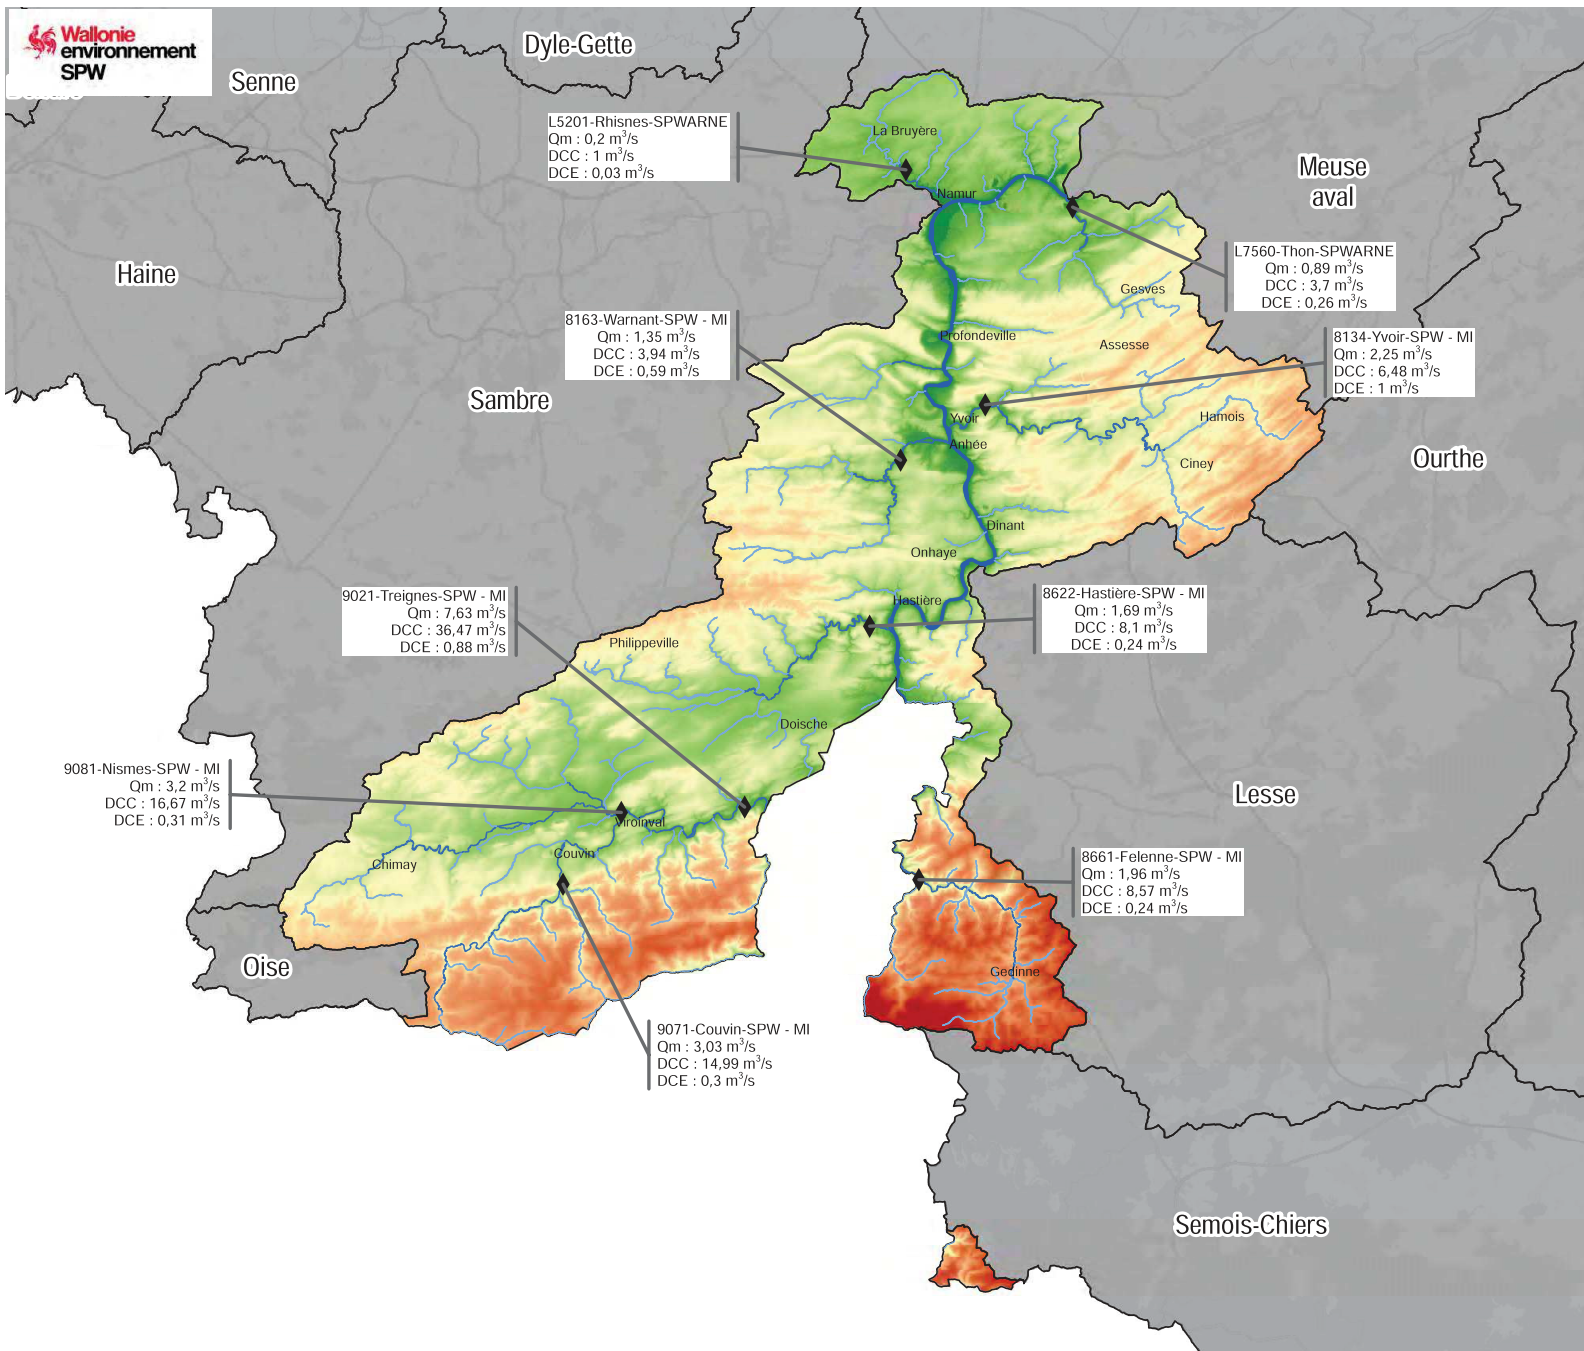 Wallonie
environnement
SPW
Dyle-Gette
Senne
L5201-Rhisnes-SPWARNE
Qm : 0,2 m³/s
DCC : 1 m³/s
DCE : 0,03 m³/s
La Bruyère
Meuse
aval
Namur
Haine
L7560-Thon-SPWARNE
Qm : 0,89 m³/s
DCC : 3,7 m³/s
DCE : 0,26 m³/s
Gesves
8163-Warnant-SPW - MI
Qm : 1,35 m³/s
DCC : 3,94 m³/s
DCE : 0,59 m³/s
Profondeville
Assesse
8134-Yvoir-SPW - MI
Qm : 2,25 m³/s
DCC : 6,48 m³/s
DCE : 1 m³/s
Sambre
Yvoir
Hamois
Anhée
Ciney
Ourthe
Dinant
Onhaye
9021-Treignes-SPW - MI
Qm : 7,63 m³/s
DCC : 36,47 m³/s
DCE : 0,88 m³/s
Hastière
8622-Hastière-SPW - MI
Qm : 1,69 m³/s
DCC : 8,1 m³/s
DCE : 0,24 m³/s
Philippeville
Doische
9081-Nismes-SPW - MI
Qm : 3,2 m³/s
DCC : 16,67 m³/s
DCE : 0,31 m³/s
Lesse
Viroinval
Couvin
Chimay
8661-Felenne-SPW - MI
Qm : 1,96 m³/s
DCC : 8,57 m³/s
DCE : 0,24 m³/s
Oise
Gedinne
9071-Couvin-SPW - MI
Qm : 3,03 m³/s
DCC : 14,99 m³/s
DCE : 0,3 m³/s
Semois-Chiers